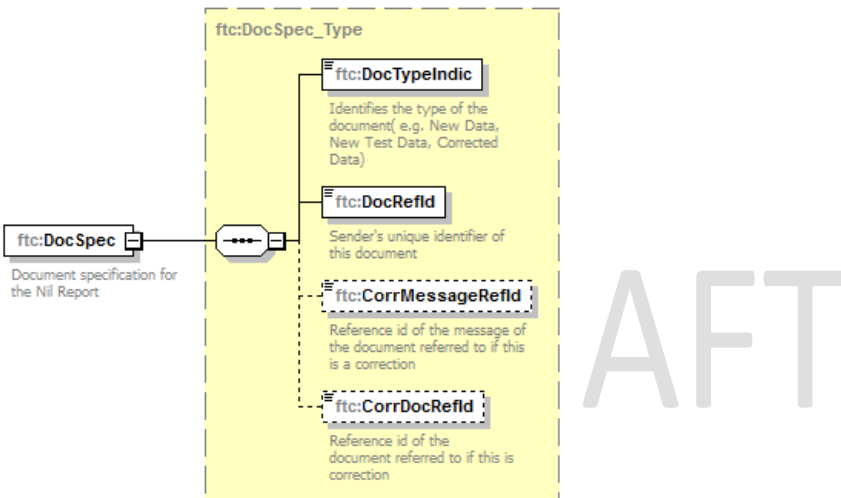 ftc:DocSpec_Type
ftc:DocTypeIndic
Identifies the type of the
document( e.g. New Data,
New Test Data, Corrected
Data)
ftc:DocRefId
Sender's unique identifier of
this document
ftc:DocSpec
Document specification for
the Nil Report
ftc:CorrMessageRefId
Reference id of the message of
the document referred to if this
is a correction
ftc:CorrDocRefId
Reference id of the
document referred to if this is
correction
AFT